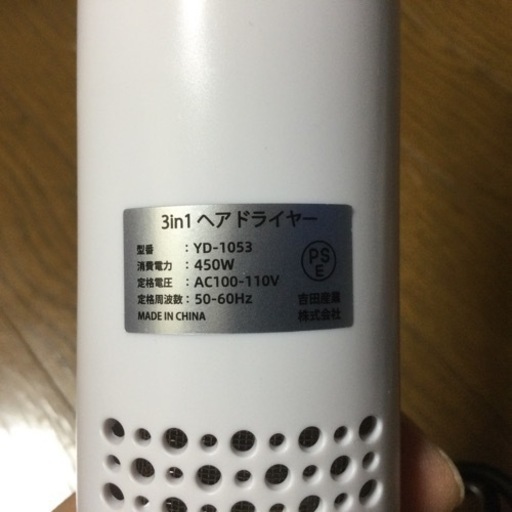 3in1 ヘアドライヤー
型番 : YD-1053
消費電力 : 450W
定格電圧 : AC100-110V
定格周波数 : 50-60Hz
MADE IN CHINA
PS
E
吉田産業
株式会社